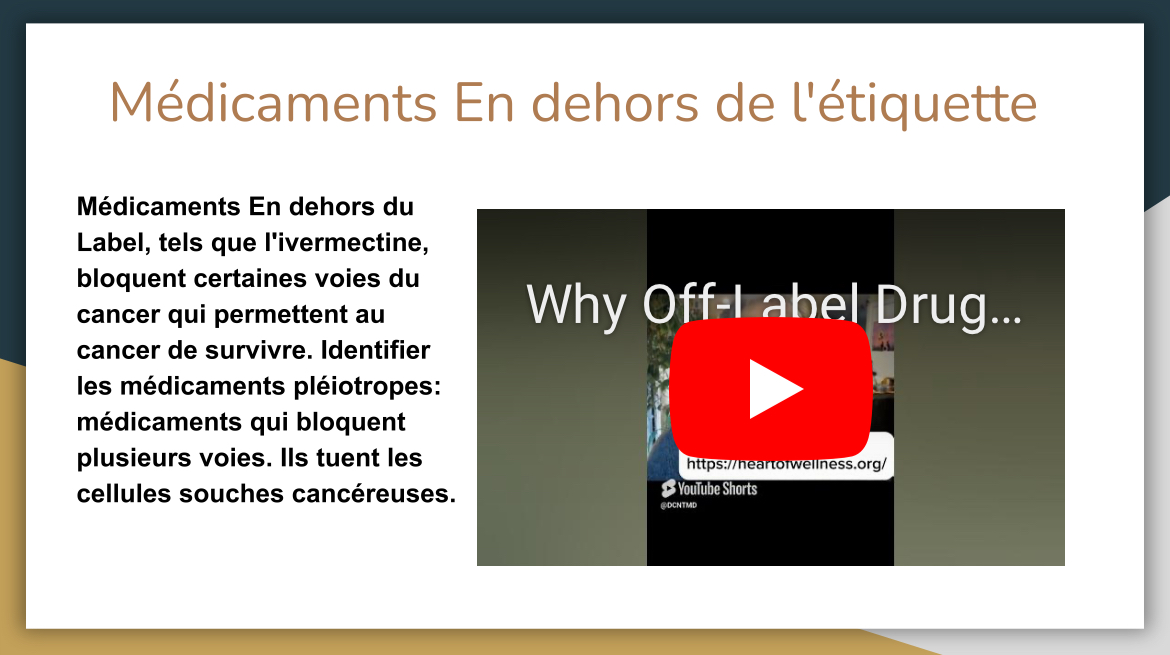 Médicaments En dehors de l'étiquette
Médicaments En dehors du
Label, tels que l'ivermectine,
bloquent certaines voies du
cancer qui permettent au
cancer de survivre. Identifier
les médicaments pléiotropes:
médicaments qui bloquent
plusieurs voies. Ils tuent les
cellules souches cancéreuses.
Why Off-Label Drug...
https://heartofwellness.org/
YouTube Shorts
@DCNTMD